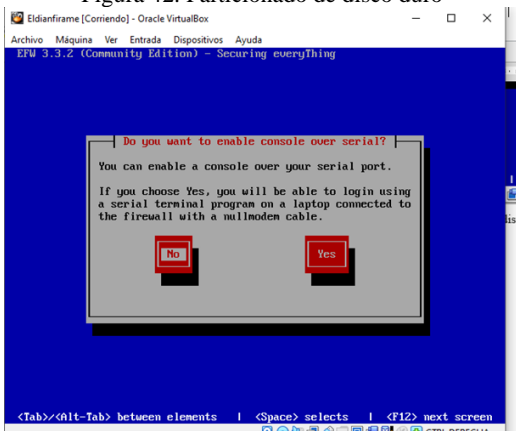 Figura 42. Particionado de disco duro
Eldianfirame [Corriendo] - Oracle VirtualBox
Archivo Máquina Ver Entrada Dispositivos Ayuda
EFW 3.3.2 (Community Edition) - Securing everyThing
Do you want to enable console over serial?
You can enable a console over your serial port.
If you choose Yes, you will be able to login using
a serial terminal program on a laptop connected to
the firewall with a nullmodem cable.
No Yes
<Tab>/<Alt-Tab> between elements | <Space> selects | <F12> next screen
CTRL DERECHA